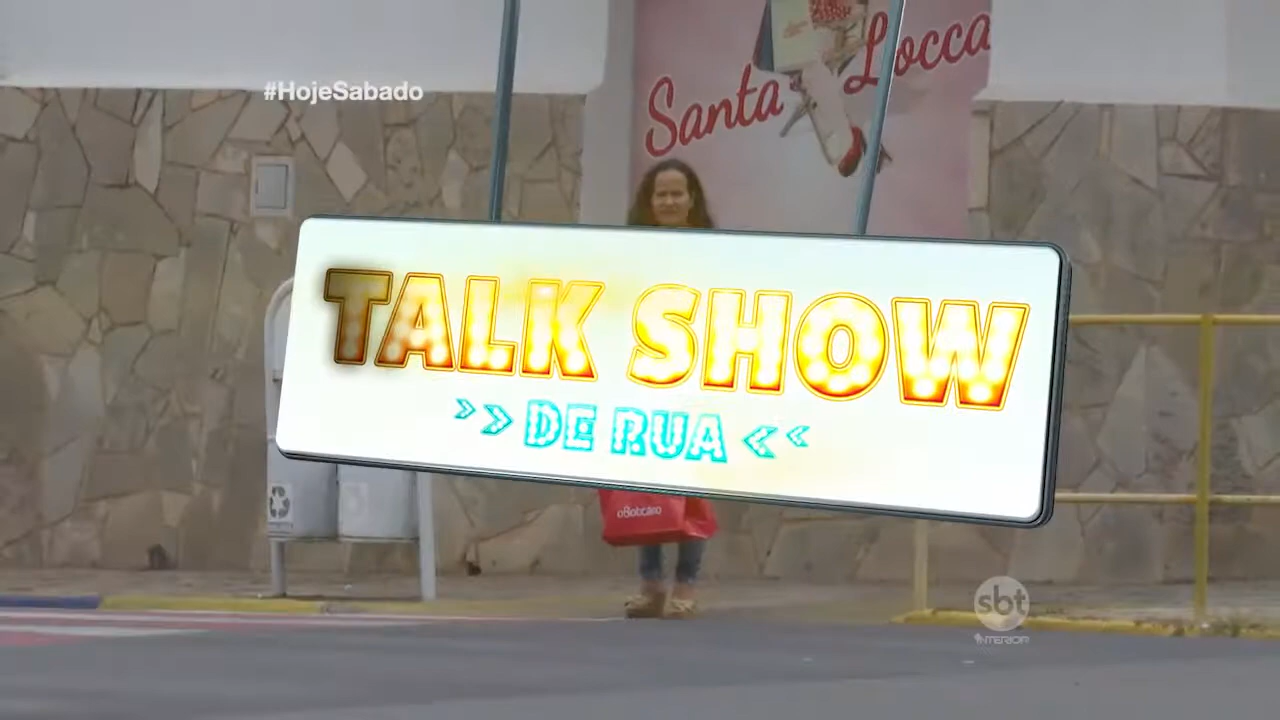 Santa Locca
#HojeSabado
TALK SHOW
>> DE RUA <<
oBoticário
sbt
INTERIOR